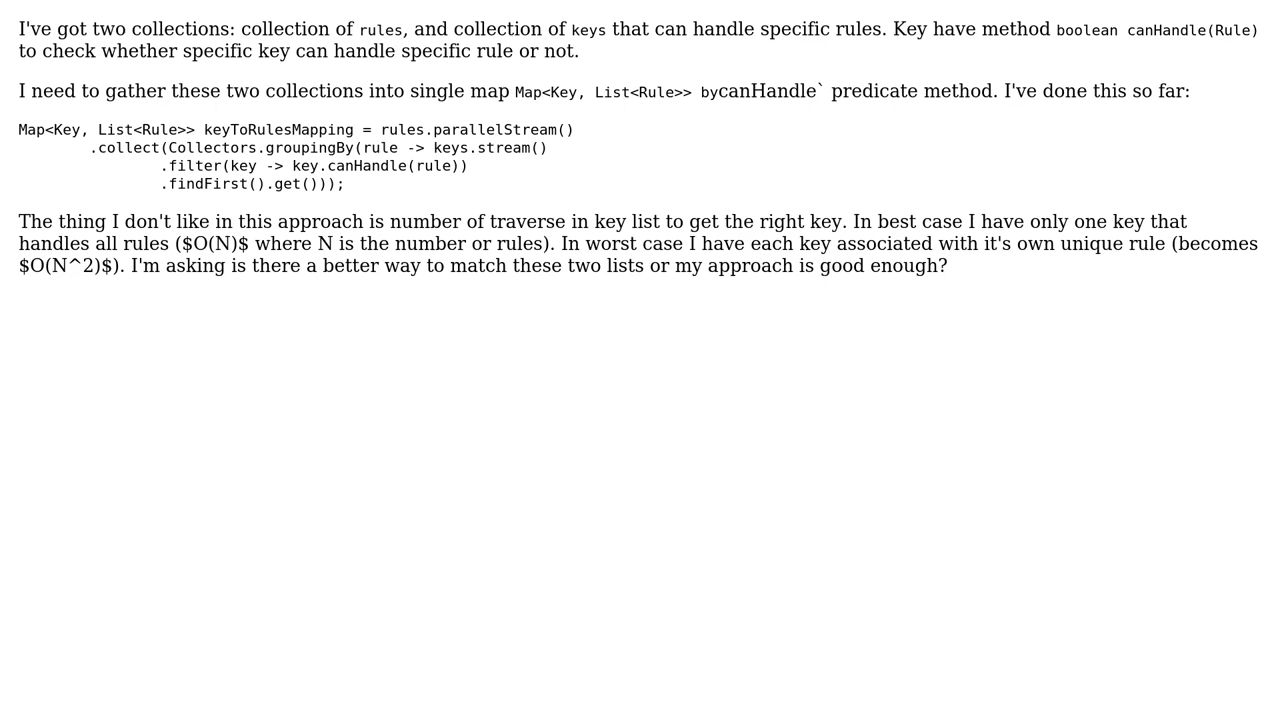 I've got two collections: collection of rules, and collection of keys that can handle specific rules. Key have method boolean canHandle(Rule)
to check whether specific key can handle specific rule or not.
I need to gather these two collections into single map Map<Key, List<Rule>> bycanHandle` predicate method. I've done this so far:
Map<Key, List<Rule>> keyToRulesMapping = rules.parallelStream()
        .collect(Collectors.groupingBy(rule -> keys.stream()
                .filter(key -> key.canHandle(rule))
                .findFirst().get()));
The thing I don't like in this approach is number of traverse in key list to get the right key. In best case I have only one key that
handles all rules ($O(N)$ where N is the number or rules). In worst case I have each key associated with it's own unique rule (becomes
$O(N^2)$). I'm asking is there a better way to match these two lists or my approach is good enough?